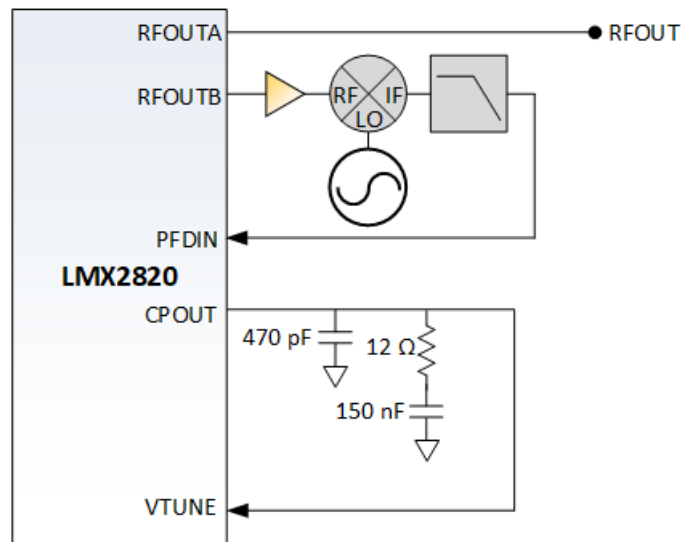 RFOUTA
RFOUT
RFOUTB
RF
IF
LO
PFDIN
LMX2820
CPOUT
470 pF
12 Ω
150 nF
VTUNE